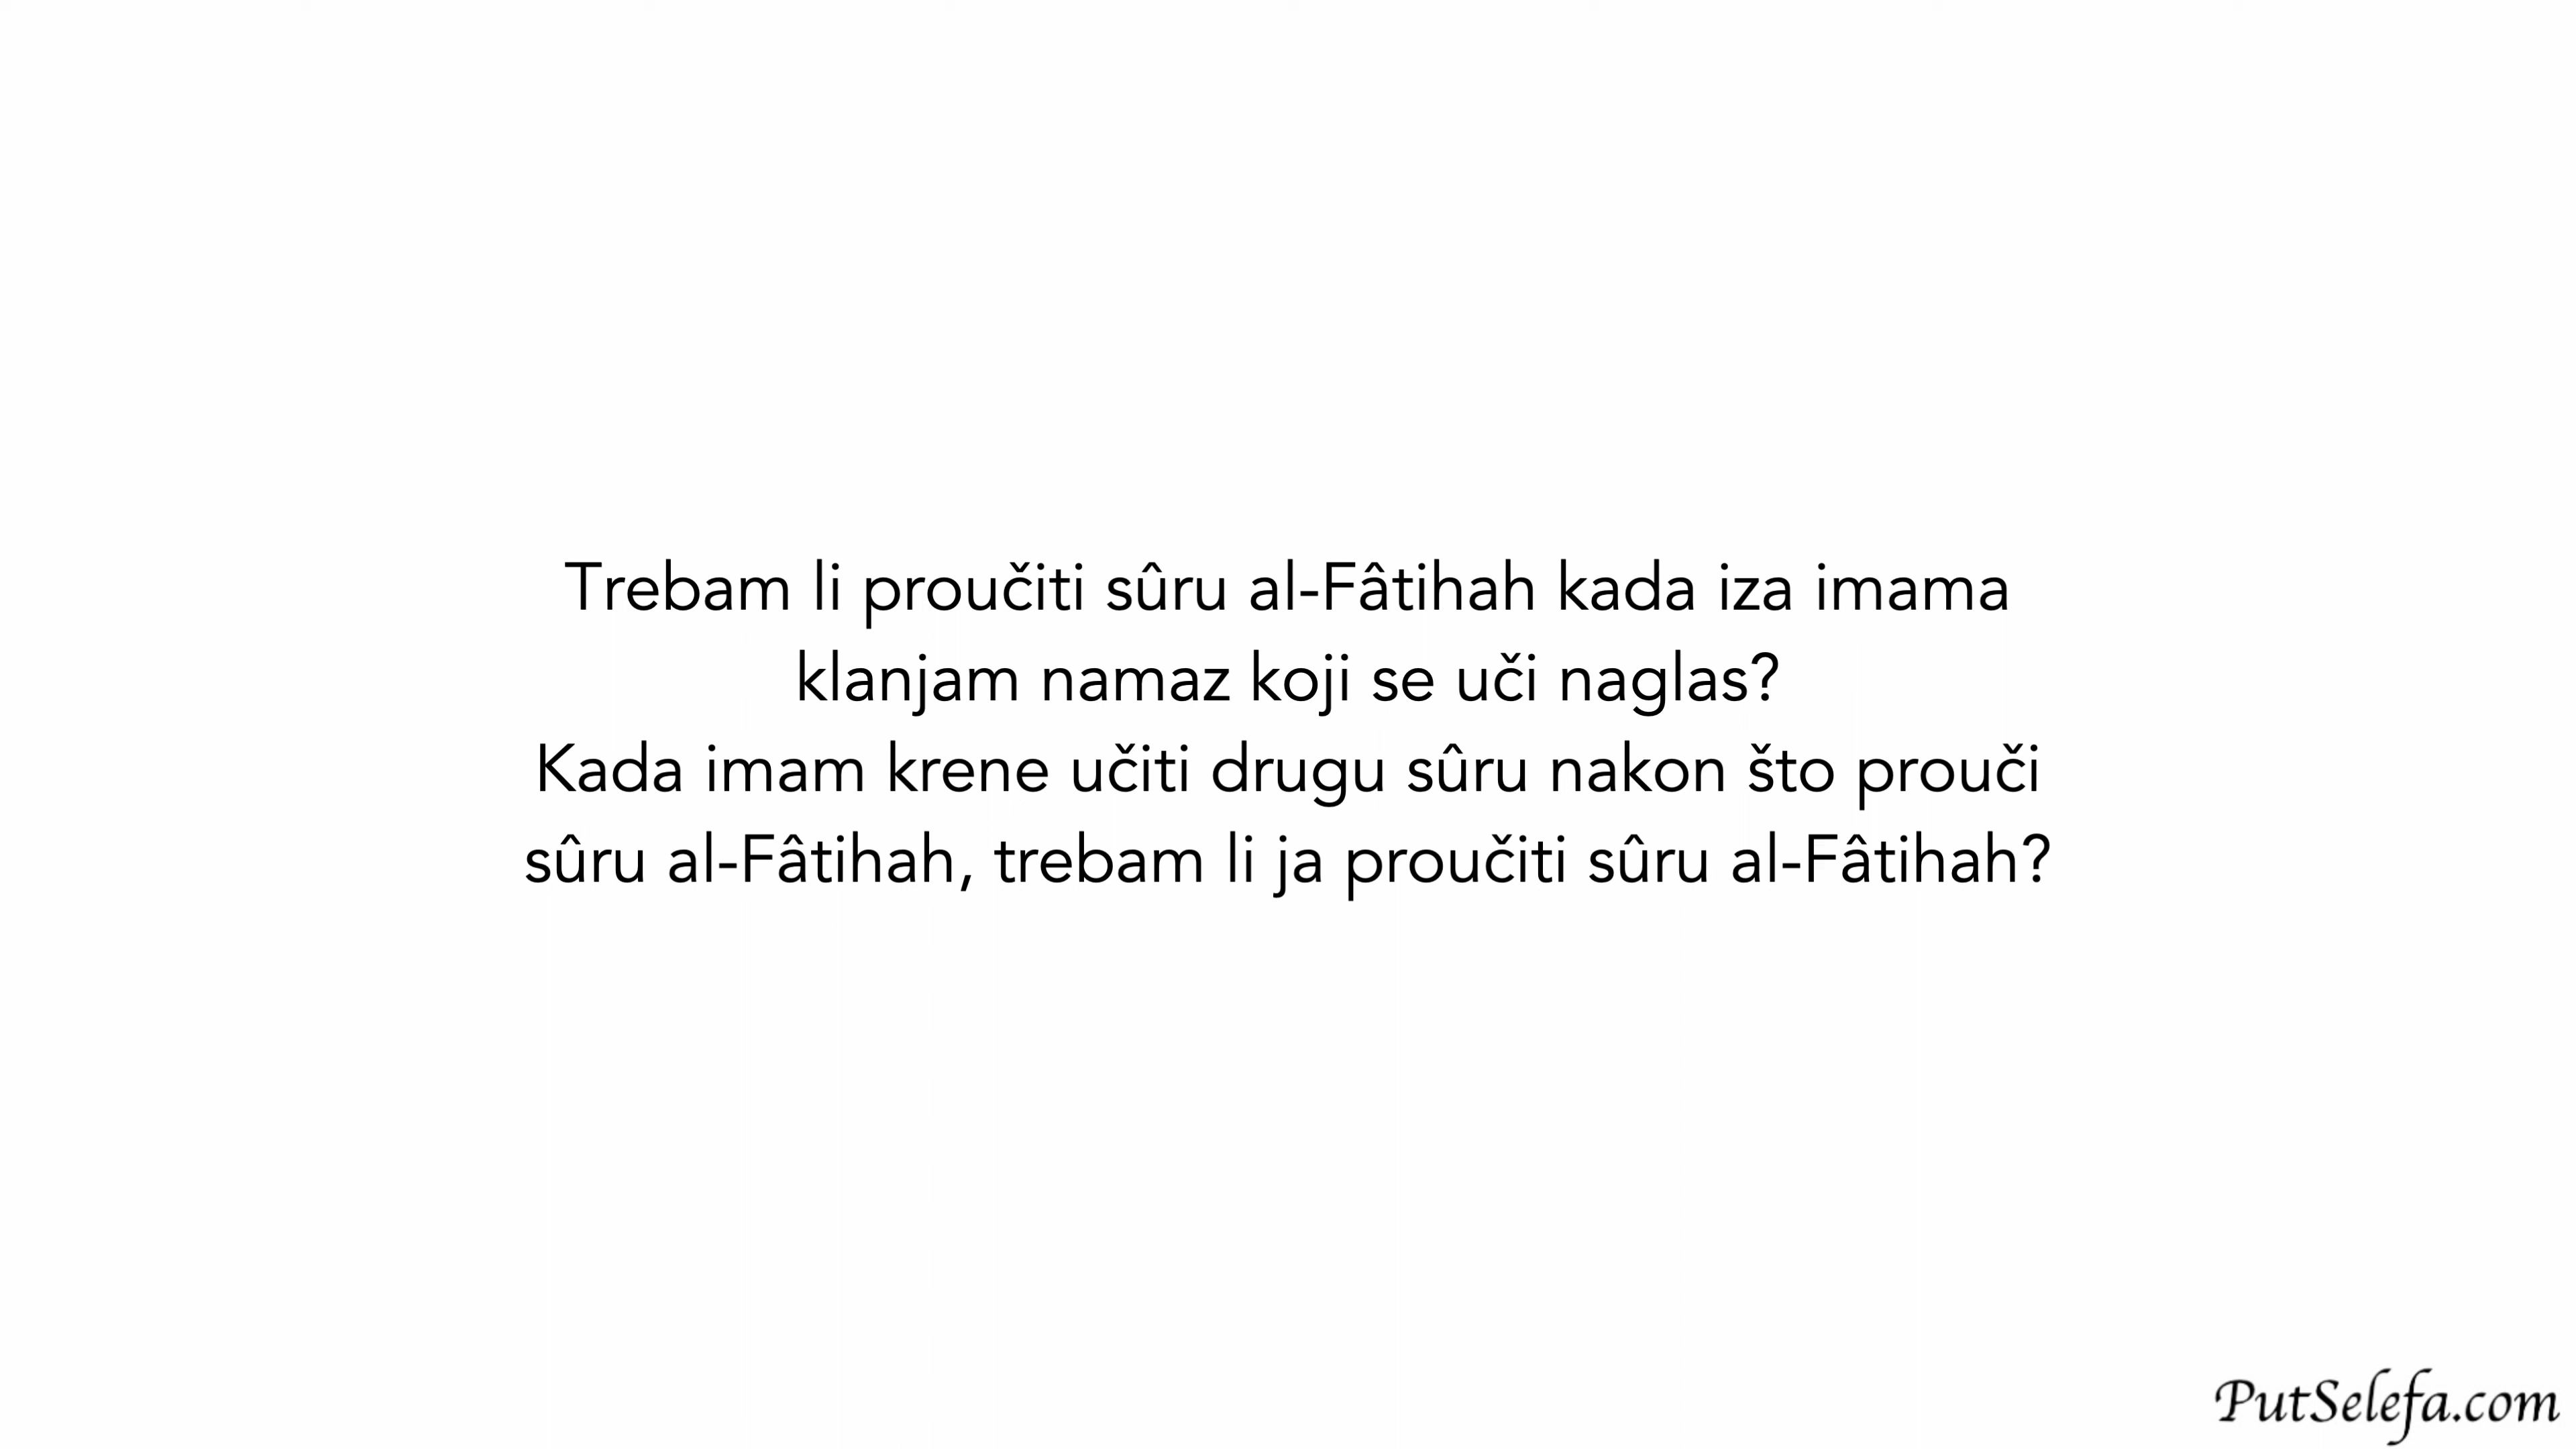 Trebam li proučiti sûru al-Fâtihah kada iza imama
klanjam namaz koji se uči naglas?
Kada imam krene učiti drugu sûru nakon što prouči
sûru al-Fâtihah, trebam li ja proučiti sûru al-Fâtihah?
PutSelefa.com